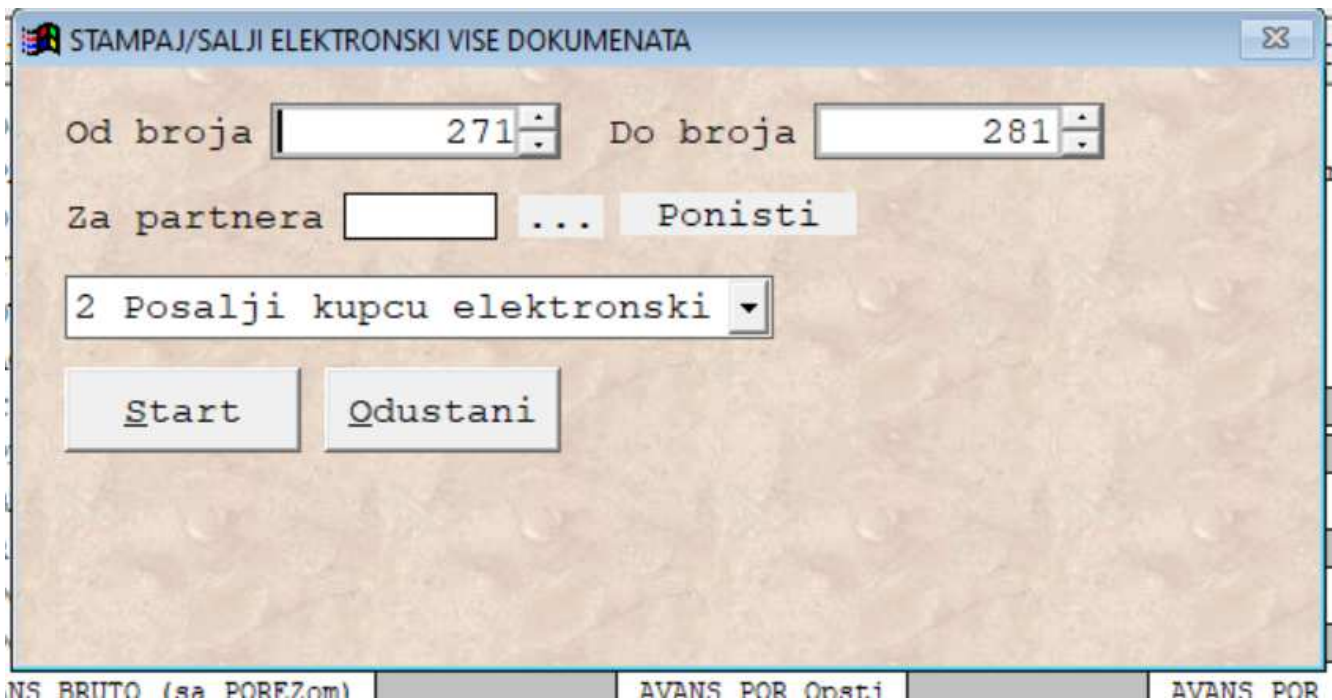 STAMPAJ/SALJI ELEKTRONSKI VISE DOKUMENATA
Od broja 271 Do broja 281
Za partnera ... Ponisti
2 Posalji kupcu elektronski
Start Odustani
NS BRUTO (sa POREZom) AVANS POR Opsti AVANS POR